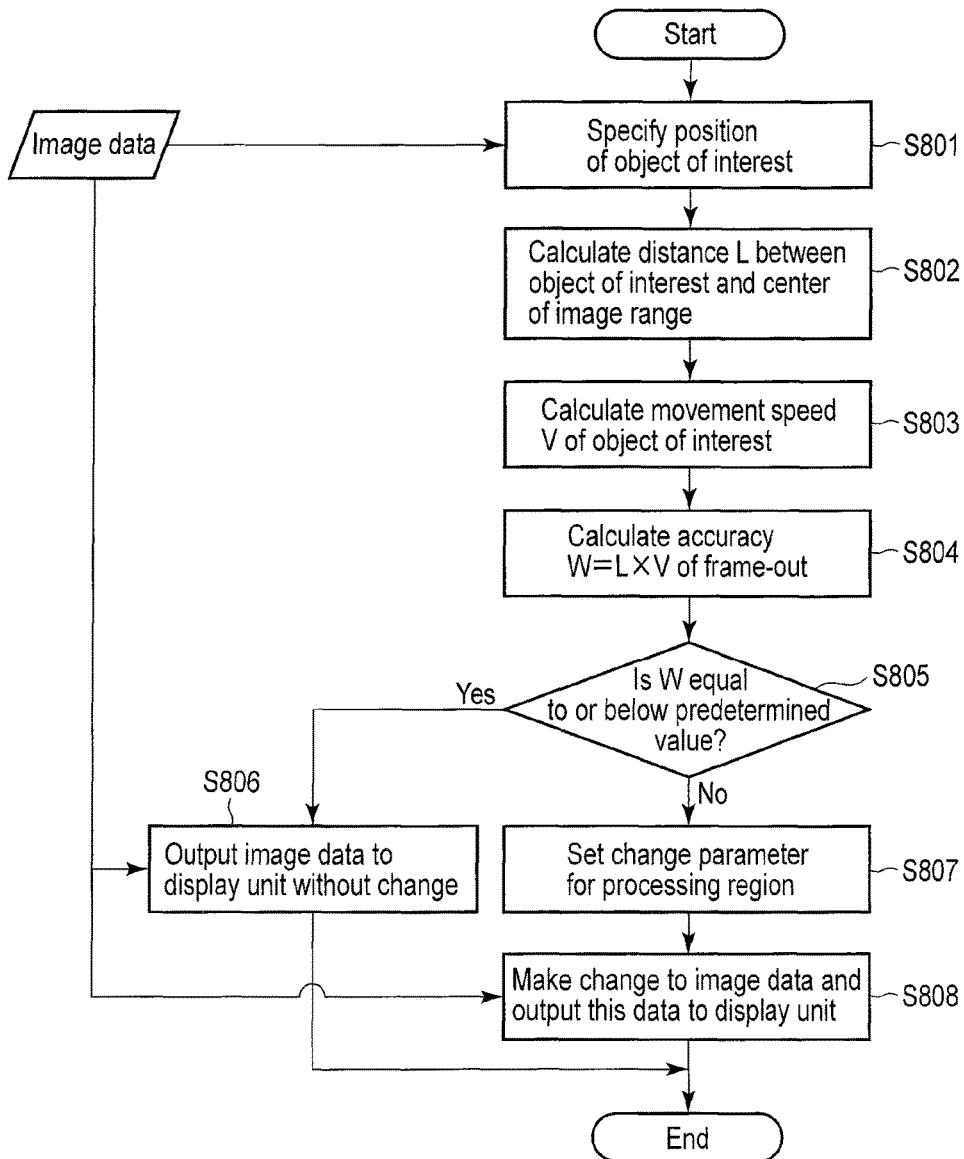 Start
Image data
Specify position
of object of interest
S801
Calculate distance L between
object of interest and center
of image range
S802
Calculate movement speed
V of object of interest
S803
Calculate accuracy
W=L×V of frame-out
S804
Is W equal
to or below predetermined
value?
S805
Yes
No
S806
Output image data to
display unit without change
Set change parameter
for processing region
S807
Make change to image data and
output this data to display unit
S808
End